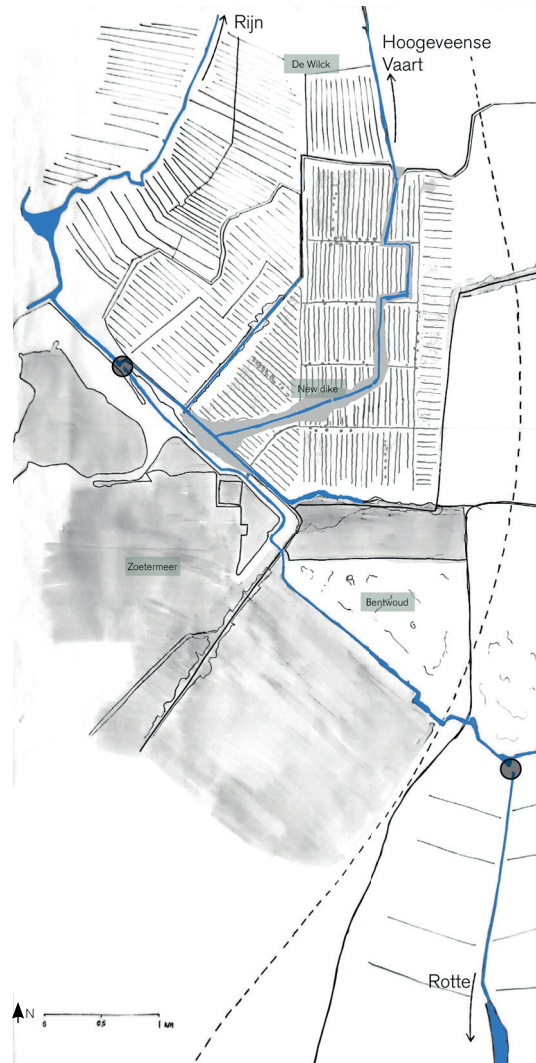 Rijn
Hoogeveense
Vaart
De Wilck
New dike
Zoetermeer
Bentwoud
Rotte
N
0 0.5 1 km